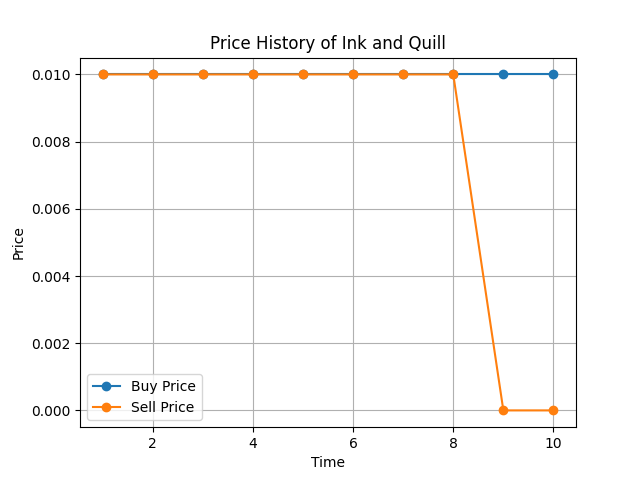 Price History of Ink and Quill
Price
0.010
0.008
0.006
0.004
0.002
0.000
Buy Price
Sell Price
2 4 6 8 10
Time